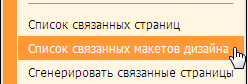 Список связанных страниц
Список связанных макетов дизайна
Сгенерировать связанные страницы